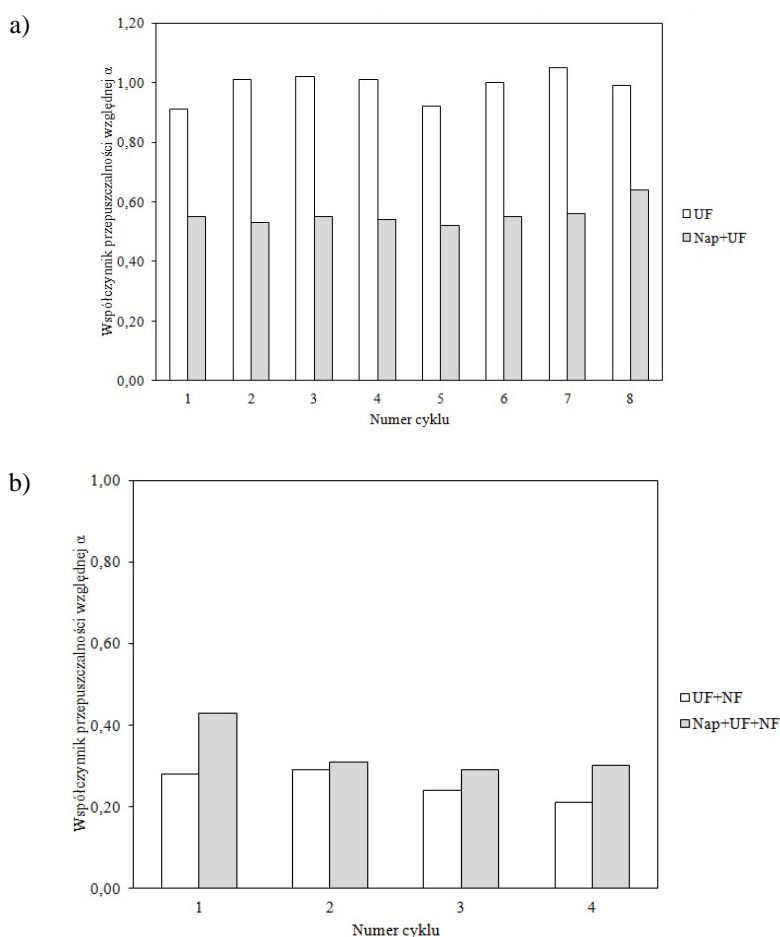 a)
Współczynnik przepuszczalności względnej α
1,20
1,00
0,80
0,60
0,40
0,20
0,00
1 2 3 4 5 6 7 8
Numer cyklu
UF
Nap+UF
b)
Współczynnik przepuszczalności względnej α
1,00
0,80
0,60
0,40
0,20
0,00
1 2 3 4
Numer cyklu
UF+NF
Nap+UF+NF